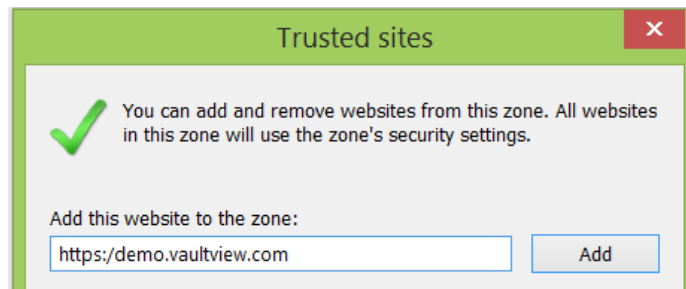 Trusted sites
You can add and remove websites from this zone. All websites
in this zone will use the zone's security settings.
Add this website to the zone:
https:/demo.vaultview.com
Add